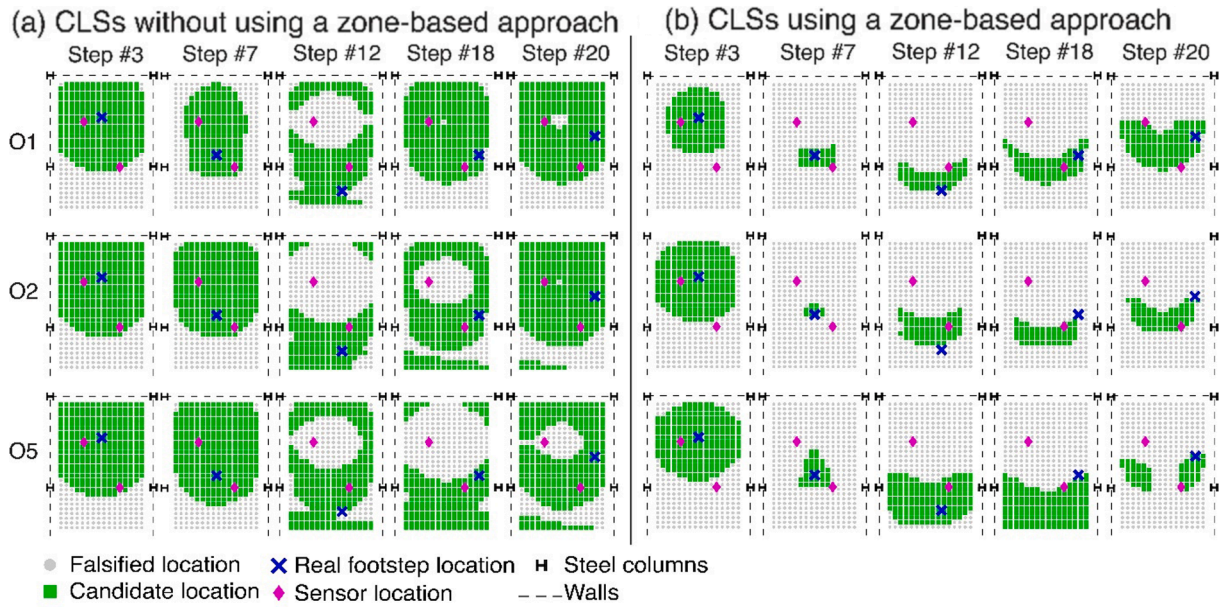 (a) CLSs without using a zone-based approach
Step #3 Step #7 Step #12 Step #18 Step #20
(b) CLSs using a zone-based approach
Step #3 Step #7 Step #12 Step #18 Step #20
O1
O2
O5
Falsified location
Real footstep location
Steel columns
Candidate location
Sensor location
Walls